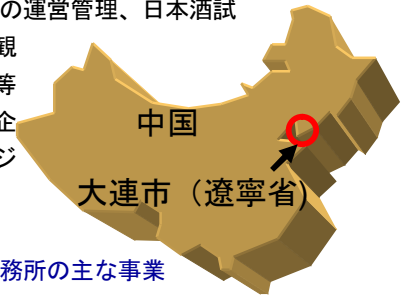 の運営管理、日本酒試
観
等
企
ジ
中国
大連市（遼寧省)
務所の主な事業